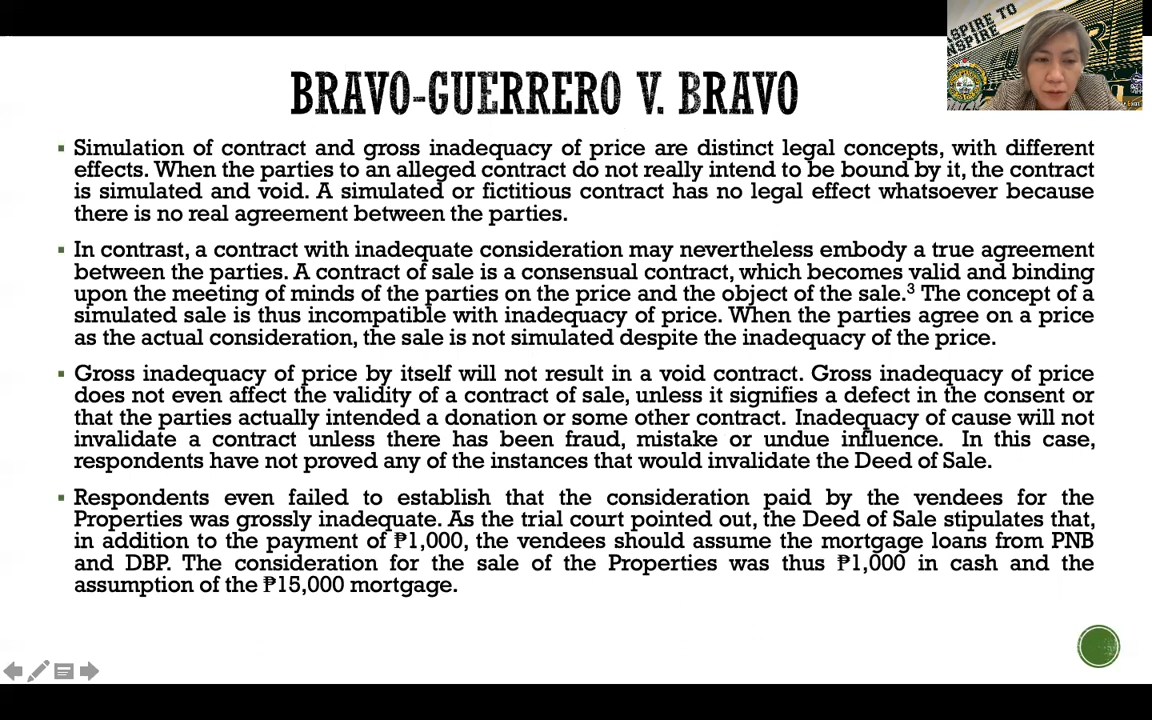 SPIRE TO
NSPIRE
BRAVO-GUERRERO V. BRAVO
▪ Simulation of contract and gross inadequacy of price are distinct legal concepts, with different
effects. When the parties to an alleged contract do not really intend to be bound by it, the contract
is simulated and void. A simulated or fictitious contract has no legal effect whatsoever because
there is no real agreement between the parties.
▪ In contrast, a contract with inadequate consideration may nevertheless embody a true agreement
between the parties. A contract of sale is a consensual contract, which becomes valid and binding
upon the meeting of minds of the parties on the price and the object of the sale.³ The concept of a
simulated sale is thus incompatible with inadequacy of price. When the parties agree on a price
as the actual consideration, the sale is not simulated despite the inadequacy of the price.
▪ Gross inadequacy of price by itself will not result in a void contract. Gross inadequacy of price
does not even affect the validity of a contract of sale, unless it signifies a defect in the consent or
that the parties actually intended a donation or some other contract. Inadequacy of cause will not
invalidate a contract unless there has been fraud, mistake or undue influence. In this case,
respondents have not proved any of the instances that would invalidate the Deed of Sale.
▪ Respondents even failed to establish that the consideration paid by the vendees for the
Properties was grossly inadequate. As the trial court pointed out, the Deed of Sale stipulates that,
in addition to the payment of ₱1,000, the vendees should assume the mortgage loans from PNB
and DBP. The consideration for the sale of the Properties was thus ₱1,000 in cash and the
assumption of the ₱15,000 mortgage.